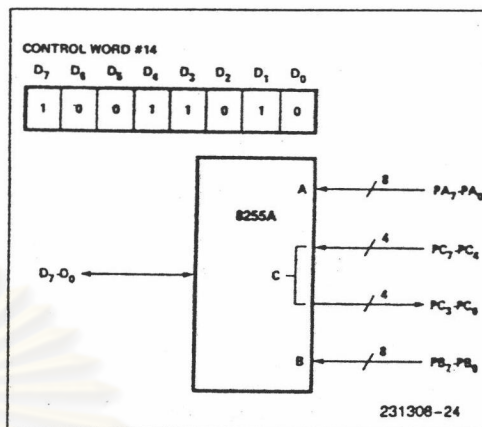 CONTROL WORD #14
D7 D6 D5 D4 D3 D2 D1 D0
1 0 0 1 1 0 1 0
8255A
A
8
PA7-PA0
4
PC7-PC4
D7-D0
C
4
PC3-PC0
B
8
PB7-PB0
231308-24